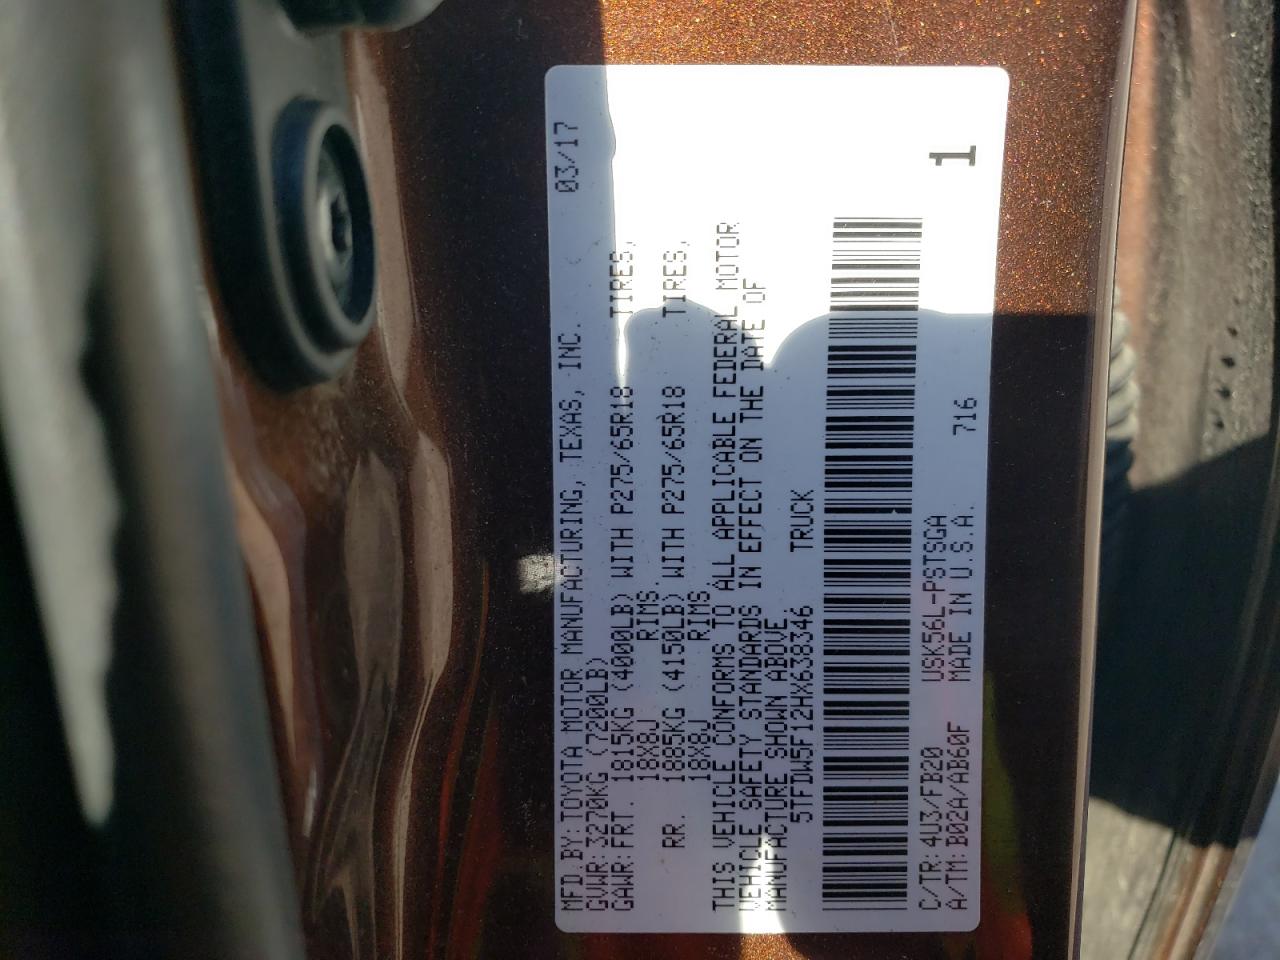 MFD.BY:TOYOTA MOTOR MANUFACTURING, TEXAS, INC. 03/17
GVWR:3270KG (7200LB)
GAWR:FRT. 1815KG (4000LB) WITH P275/65R18 TIRES,
18X8J RIMS.
RR. 1885KG (4150LB) WITH P275/65R18 TIRES,
18X8J RIMS.
THIS VEHICLE CONFORMS TO ALL APPLICABLE FEDERAL MOTOR
VEHICLE SAFETY STANDARDS IN EFFECT ON THE DATE OF
MANUFACTURE SHOWN ABOVE
5TFDW5F12HX638346 TRUCK
1
C/TR:4U3/FB20 USK56L-PSTSGA
A/TM:B02A/AB60F MADE IN U.S.A. 716